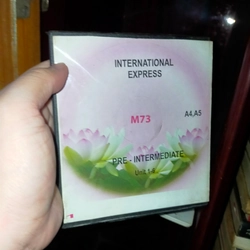 INTERNATIONAL
EXPRESS
M73
A4,A5
PRE - INTERMEDIATE